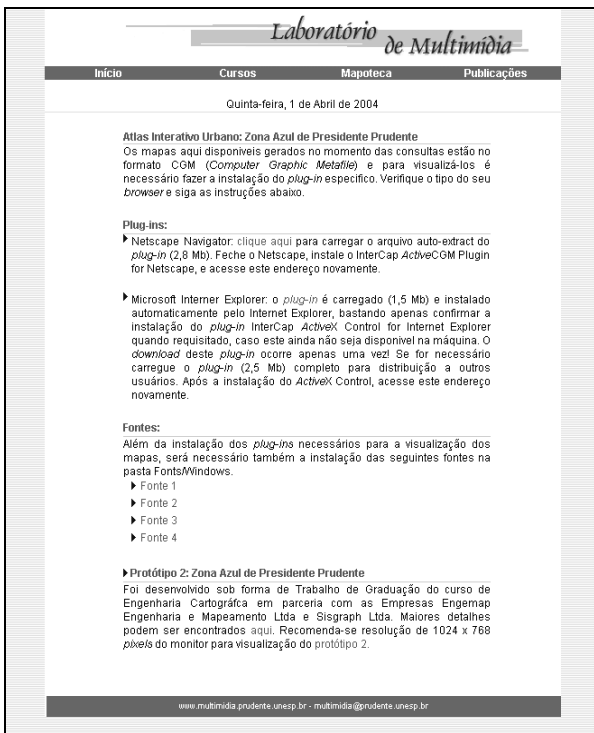 Laboratório
de Multimídia
Início Cursos Mapoteca Publicações
Quinta-feira, 1 de Abril de 2004
Atlas Interativo Urbano: Zona Azul de Presidente Prudente
Os mapas aqui disponiveis gerados no momento das consultas estão no
formato CGM (Computer Graphic Metafile) e para visualizá-los é
necessário fazer a instalação do plug-in especifico. Verifique o tipo do seu
browser e siga as instruções abaixo.
Plug-ins:
Netscape Navigator: clique aqui para carregar o arquivo auto-extract do
plug-in (2,8 Mb). Feche o Netscape, instale o InterCap ActiveCGM Plugin
for Netscape, e acesse este endereço novamente.
Microsoft Interner Explorer: o plug-in é carregado (1,5 Mb) e instalado
automaticamente pelo Internet Explorer, bastando apenas confirmar a
instalação do plug-in InterCap ActiveX Control for Internet Explorer
quando requisitado, caso este ainda não seja disponivel na máquina. O
download deste plug-in ocorre apenas uma vez! Se for necessário
carregue o plug-in (2,5 Mb) completo para distribuição a outros
usuários. Após a instalação do ActiveX Control, acesse este endereço
novamente.
Fontes:
Além da instalação dos plug-ins necessários para a visualização dos
mapas, será necessário também a instalação das seguintes fontes na
pasta Fonts/Windows.
Fonte 1
Fonte 2
Fonte 3
Fonte 4
Protótipo 2: Zona Azul de Presidente Prudente
Foi desenvolvido sob forma de Trabalho de Graduação do curso de
Engenharia Cartográfca em parceria com as Empresas Engemap
Engenharia e Mapeamento Ltda e Sisgraph Ltda. Maiores detalhes
podem ser encontrados aqui. Recomenda-se resolução de 1024 x 768
pixels do monitor para visualização do protótipo 2.
www.multimidia.prudente.unesp.br - multimidia@prudente.unesp.br